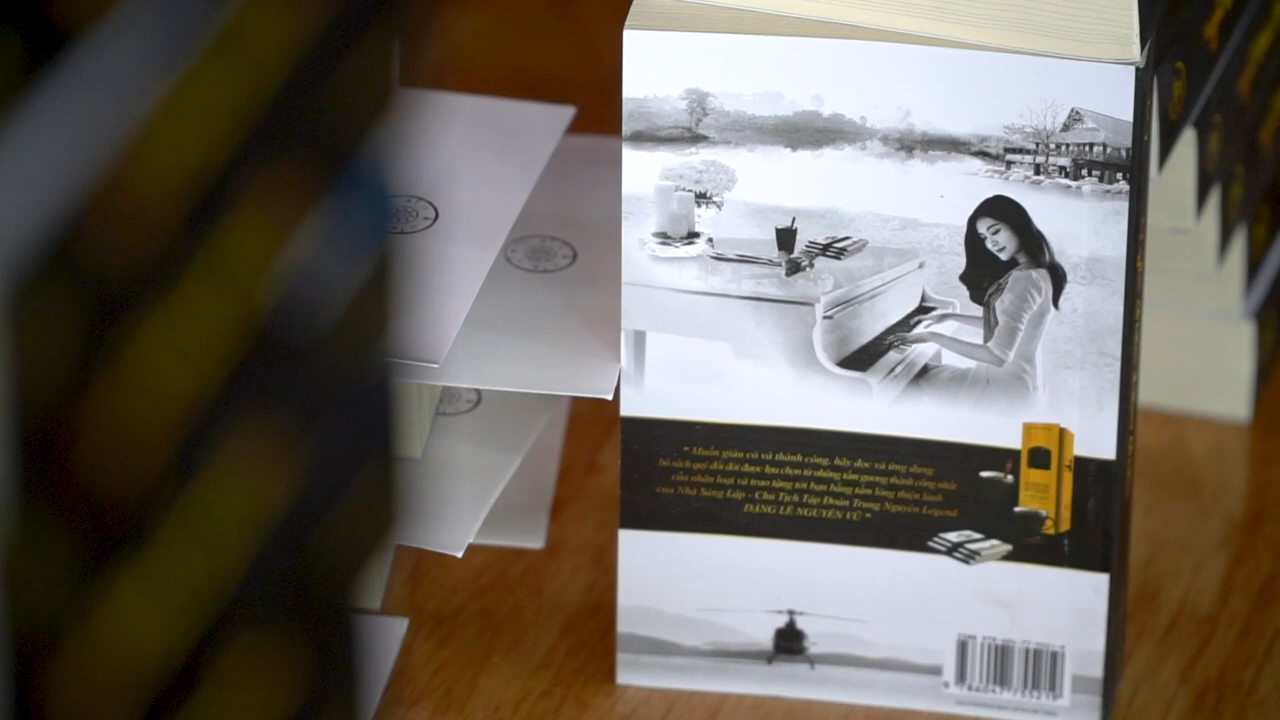 " Muốn giàu có và thành công, hãy đọc và ứng dụng
bộ sách quý đổi đời được lựa chọn từ những tấm gương thành công nhất
của nhân loại và trao tặng tới bạn bằng tấm lòng thiện lành
của Nhà Sáng Lập - Chủ Tịch Tập Đoàn Trung Nguyên Legend
ĐẶNG LÊ NGUYÊN VŨ "